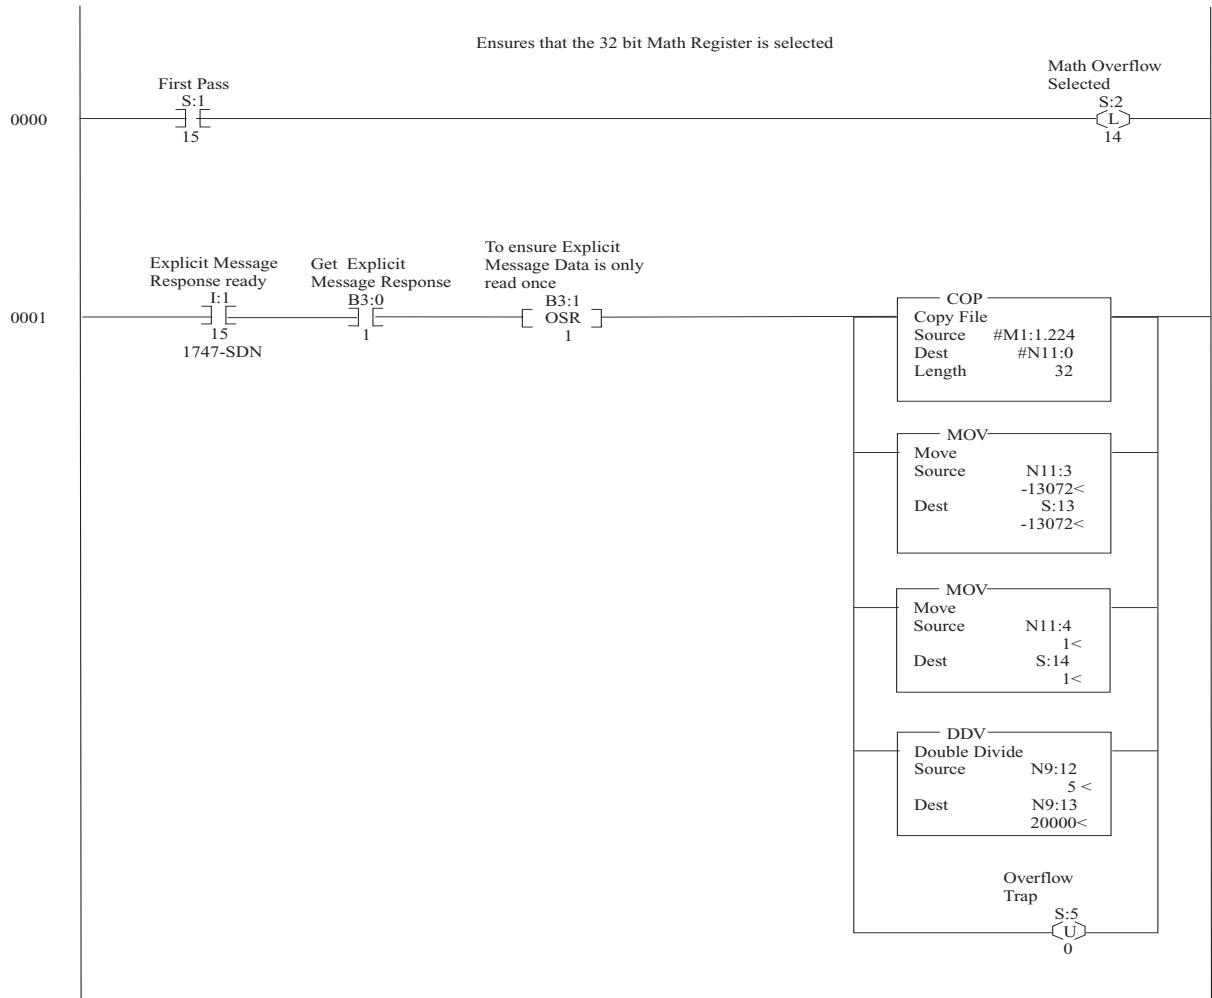 Ensures that the 32 bit Math Register is selected
First Pass
S:1
15
Math Overflow
Selected
S:2
L
14
0000
Explicit Message
Response ready
I:1
15
1747-SDN
Get Explicit
Message Response
B3:0
1
To ensure Explicit
Message Data is only
read once
B3:1
OSR
1
0001
COP
Copy File
Source #M1:1.224
Dest #N11:0
Length 32
MOV
Move
Source N11:3
-13072<
Dest S:13
-13072<
MOV
Move
Source N11:4
1<
Dest S:14
1<
DDV
Double Divide
Source N9:12
5 <
Dest N9:13
20000<
Overflow
Trap
S:5
U
0